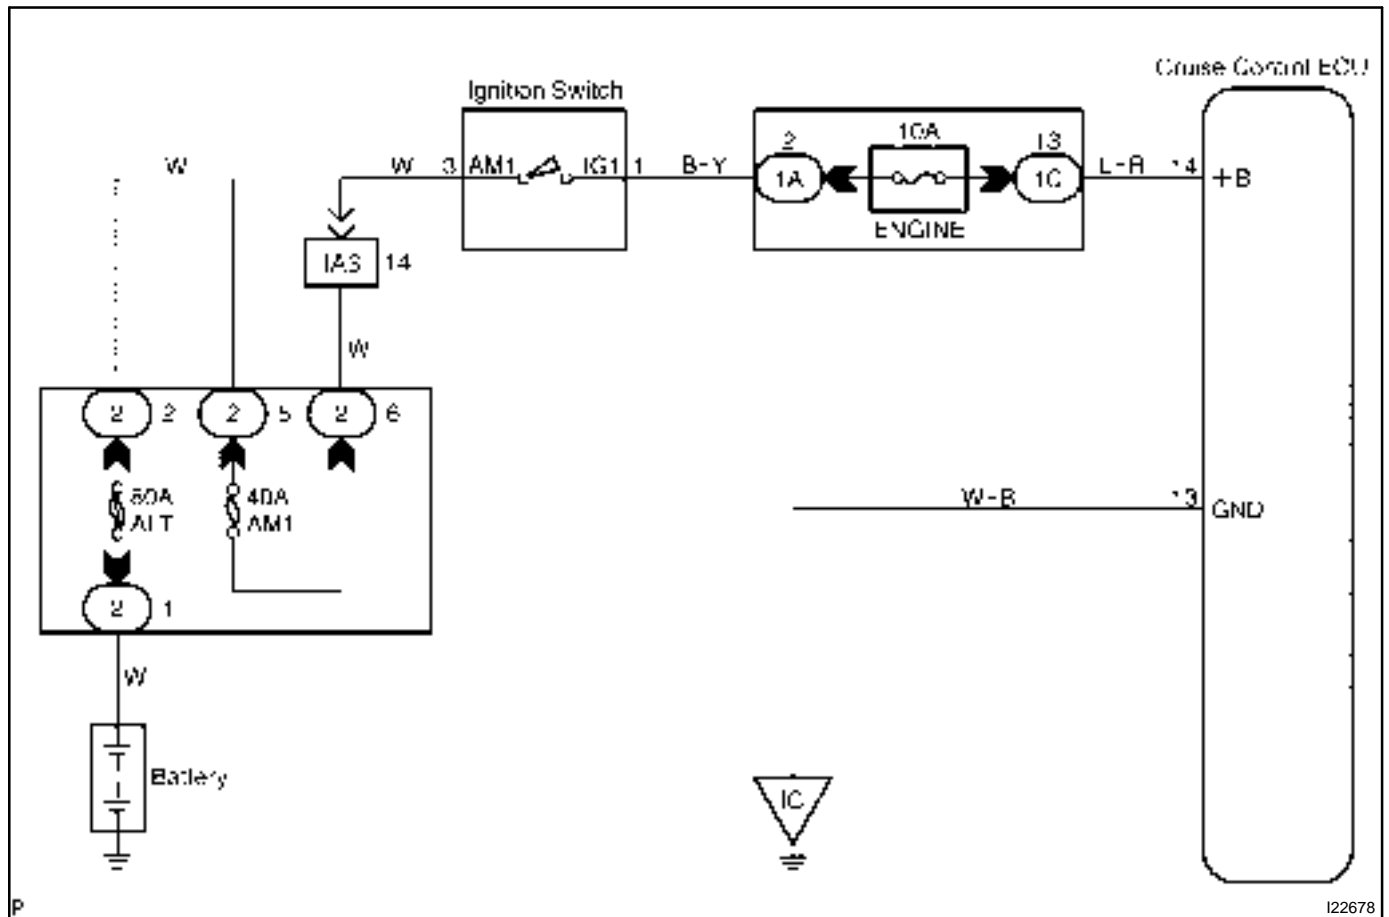 Cruise Control ECU
Ignition Switch
W
W 3 AM1 IG1 1 B-Y
2 10A 13
1A 1C
ENGINE
L-R 14 +B
IA3 14
W
2 2 2 5 2 6
ALT
40A
AM1
2 1
W
W-B 13 GND
Battery
IC
P
I22678